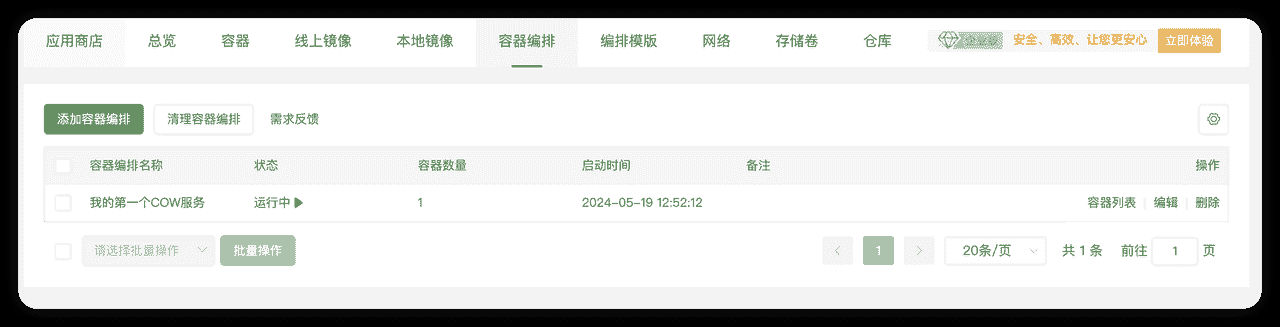 应用商店 总览 容器 线上镜像 本地镜像 容器编排 编排模版 网络 存储卷 仓库 企业版 安全、高效、让您更安心 立即体验
添加容器编排 清理容器编排 需求反馈
容器编排名称 状态 容器数量 启动时间 备注 操作
我的第一个COW服务 运行中 1 2024-05-19 12:52:12 容器列表 编辑 删除
请选择批量操作 批量操作 1 20条/页 共 1 条 前往 1 页